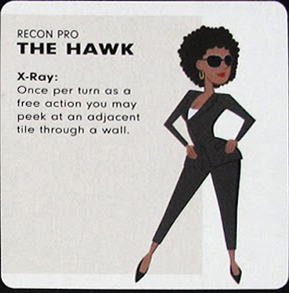 RECON PRO
THE HAWK
X-Ray:
Once per turn as a
free action you may
peek at an adjacent
tile through a wall.